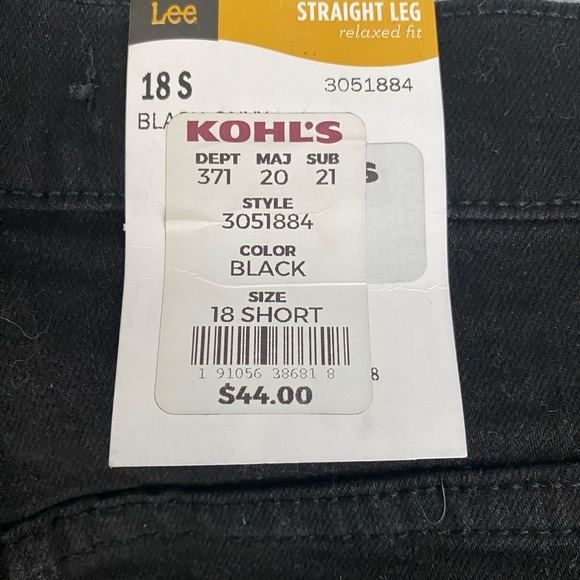 Lee
STRAIGHT LEG
relaxed fit
18 S
3051884
KOHL'S
DEPT MAJ SUB
371 20 21
STYLE
3051884
COLOR
BLACK
SIZE
18 SHORT
1 91056 38681 8
8
$44.00